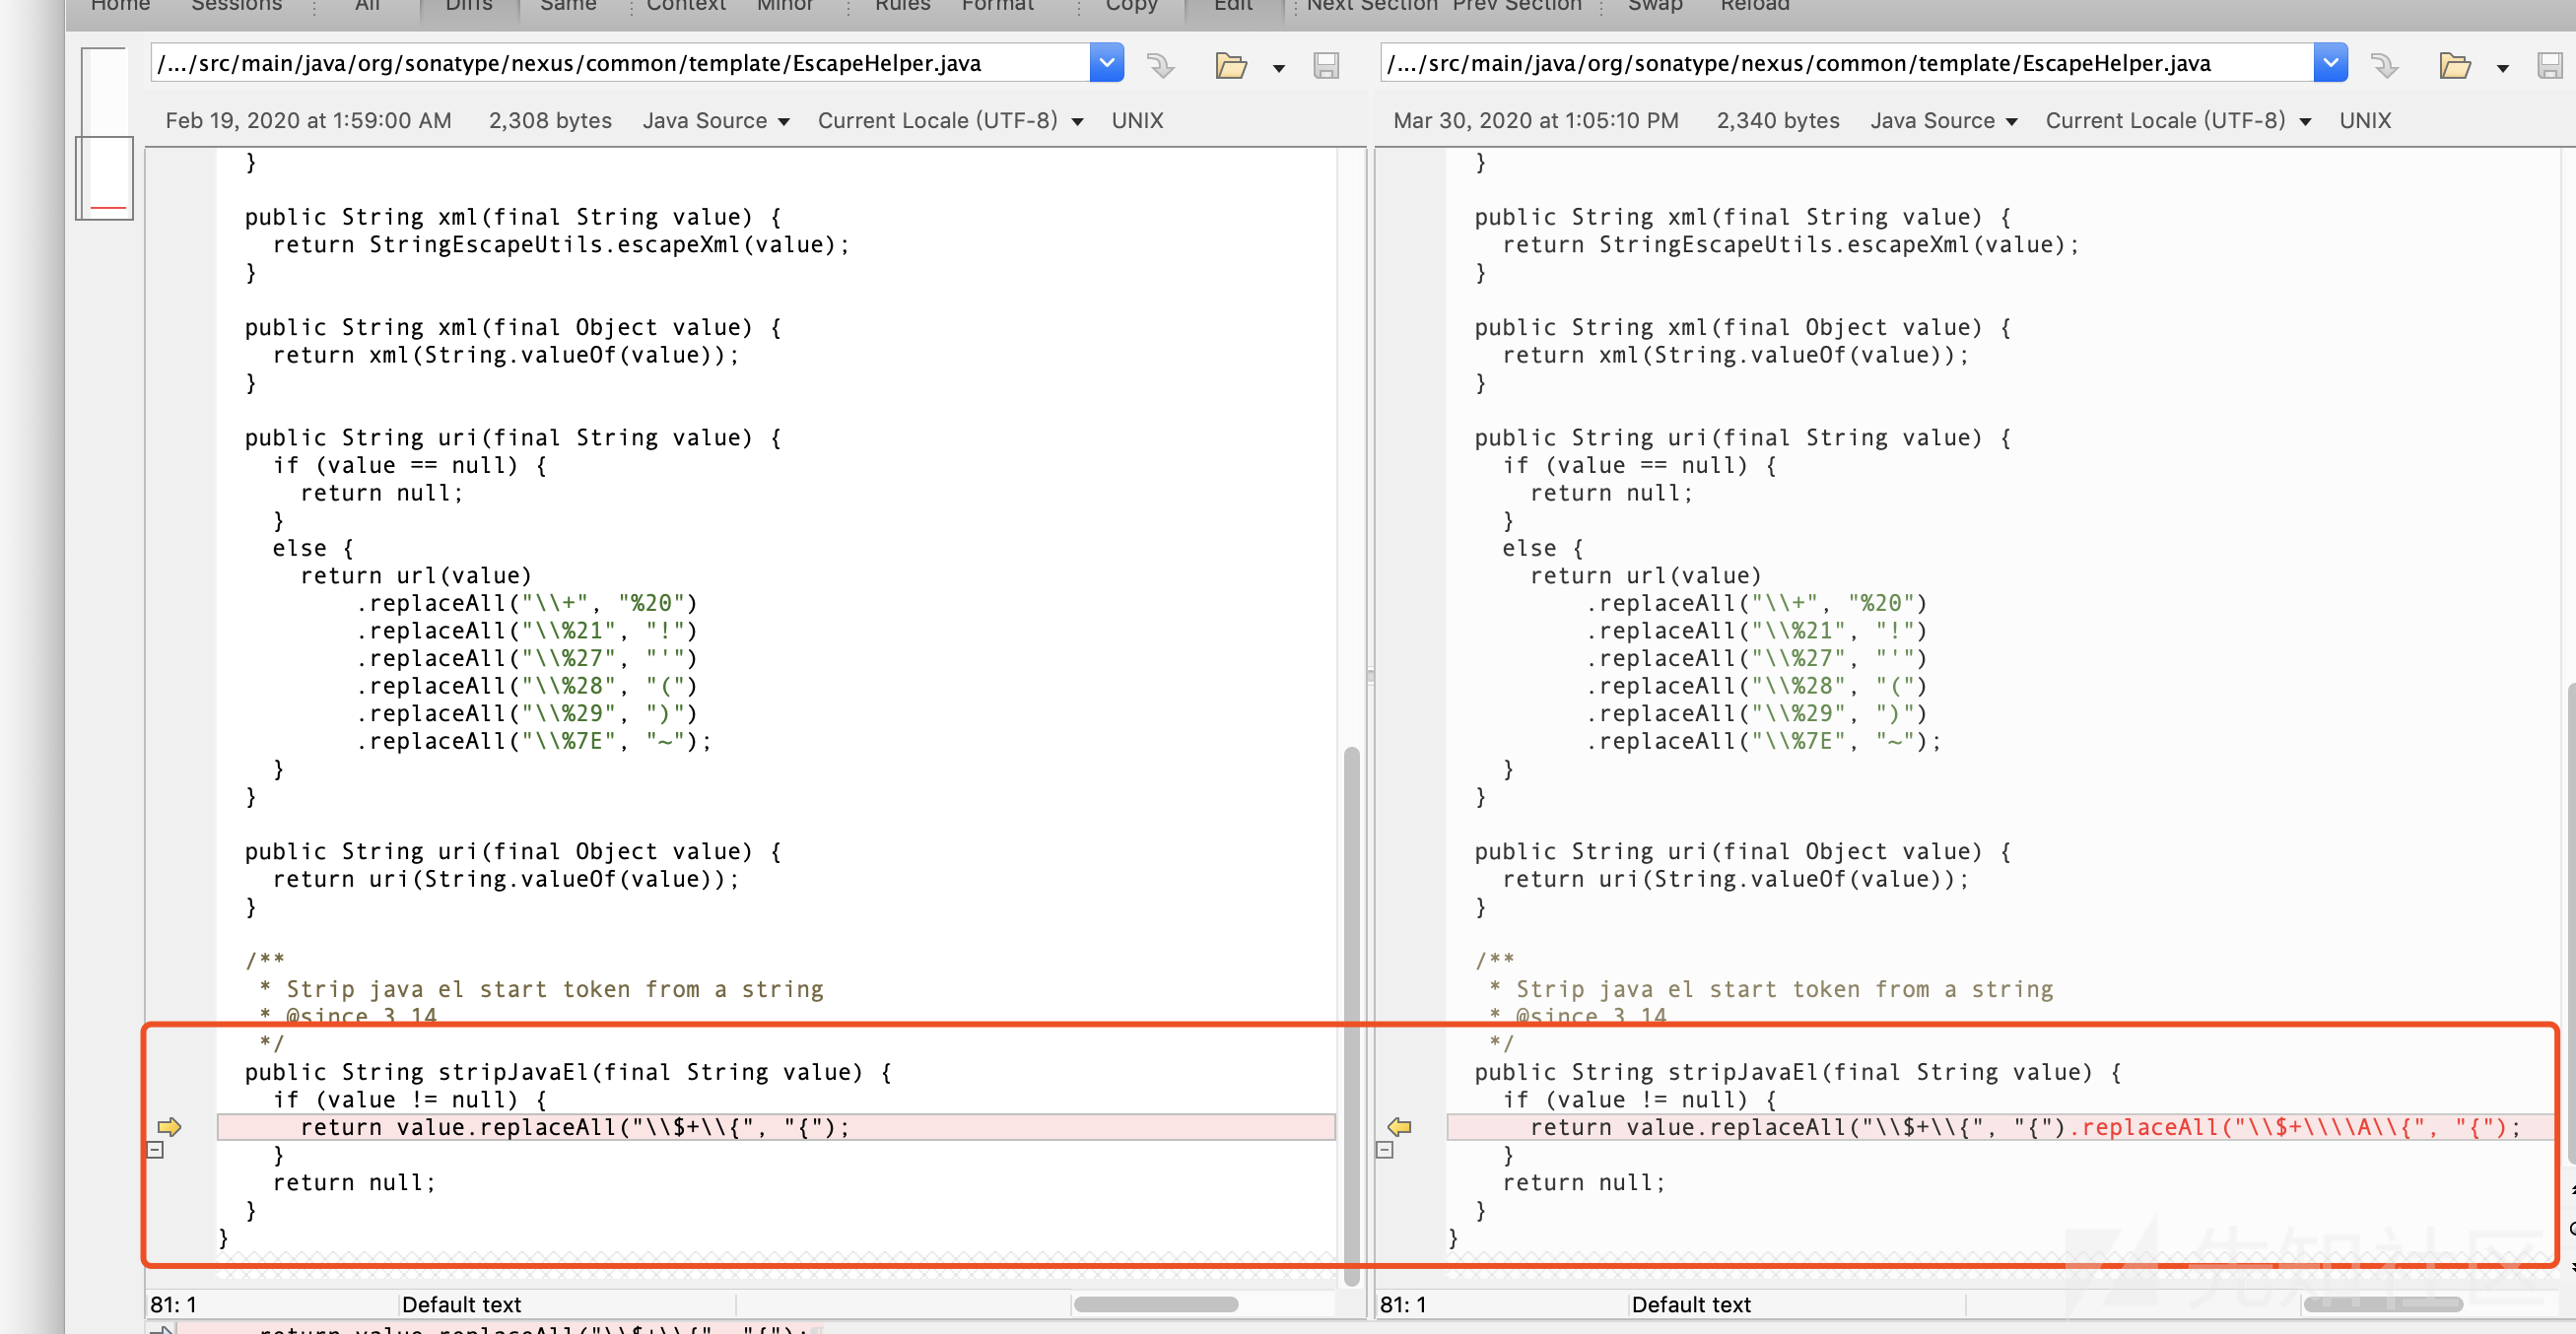 Home Sessions All Diffs Same Context Minor Rules Format Copy Edit Next Section Prev Section Swap Reload
/.../src/main/java/org/sonatype/nexus/common/template/EscapeHelper.java
Feb 19, 2020 at 1:59:00 AM 2,308 bytes Java Source Current Locale (UTF-8) UNIX
}
public String xml(final String value) {
return StringEscapeUtils.escapeXml(value);
}
public String xml(final Object value) {
return xml(String.valueOf(value));
}
public String uri(final String value) {
if (value == null) {
return null;
}
else {
return url(value)
.replaceAll("\\+", "%20")
.replaceAll("\\%21", "!")
.replaceAll("\\%27", "'")
.replaceAll("\\%28", "(")
.replaceAll("\\%29", ")")
.replaceAll("\\%7E", "~");
}
}
public String uri(final Object value) {
return uri(String.valueOf(value));
}
/**
* Strip java el start token from a string
* @since 3.14
*/
public String stripJavaEl(final String value) {
if (value != null) {
return value.replaceAll("\\$+\\{", "{");
}
return null;
}
}
81: 1 Default text
return value.replaceAll("\\$+\\{", "{");
/.../src/main/java/org/sonatype/nexus/common/template/EscapeHelper.java
Mar 30, 2020 at 1:05:10 PM 2,340 bytes Java Source Current Locale (UTF-8) UNIX
}
public String xml(final String value) {
return StringEscapeUtils.escapeXml(value);
}
public String xml(final Object value) {
return xml(String.valueOf(value));
}
public String uri(final String value) {
if (value == null) {
return null;
}
else {
return url(value)
.replaceAll("\\+", "%20")
.replaceAll("\\%21", "!")
.replaceAll("\\%27", "'")
.replaceAll("\\%28", "(")
.replaceAll("\\%29", ")")
.replaceAll("\\%7E", "~");
}
}
public String uri(final Object value) {
return uri(String.valueOf(value));
}
/**
* Strip java el start token from a string
* @since 3.14
*/
public String stripJavaEl(final String value) {
if (value != null) {
return value.replaceAll("\\$+\\{", "{").replaceAll("\\$+\\\\A\\{", "{");
}
return null;
}
}
先知社区
81: 1 Default text